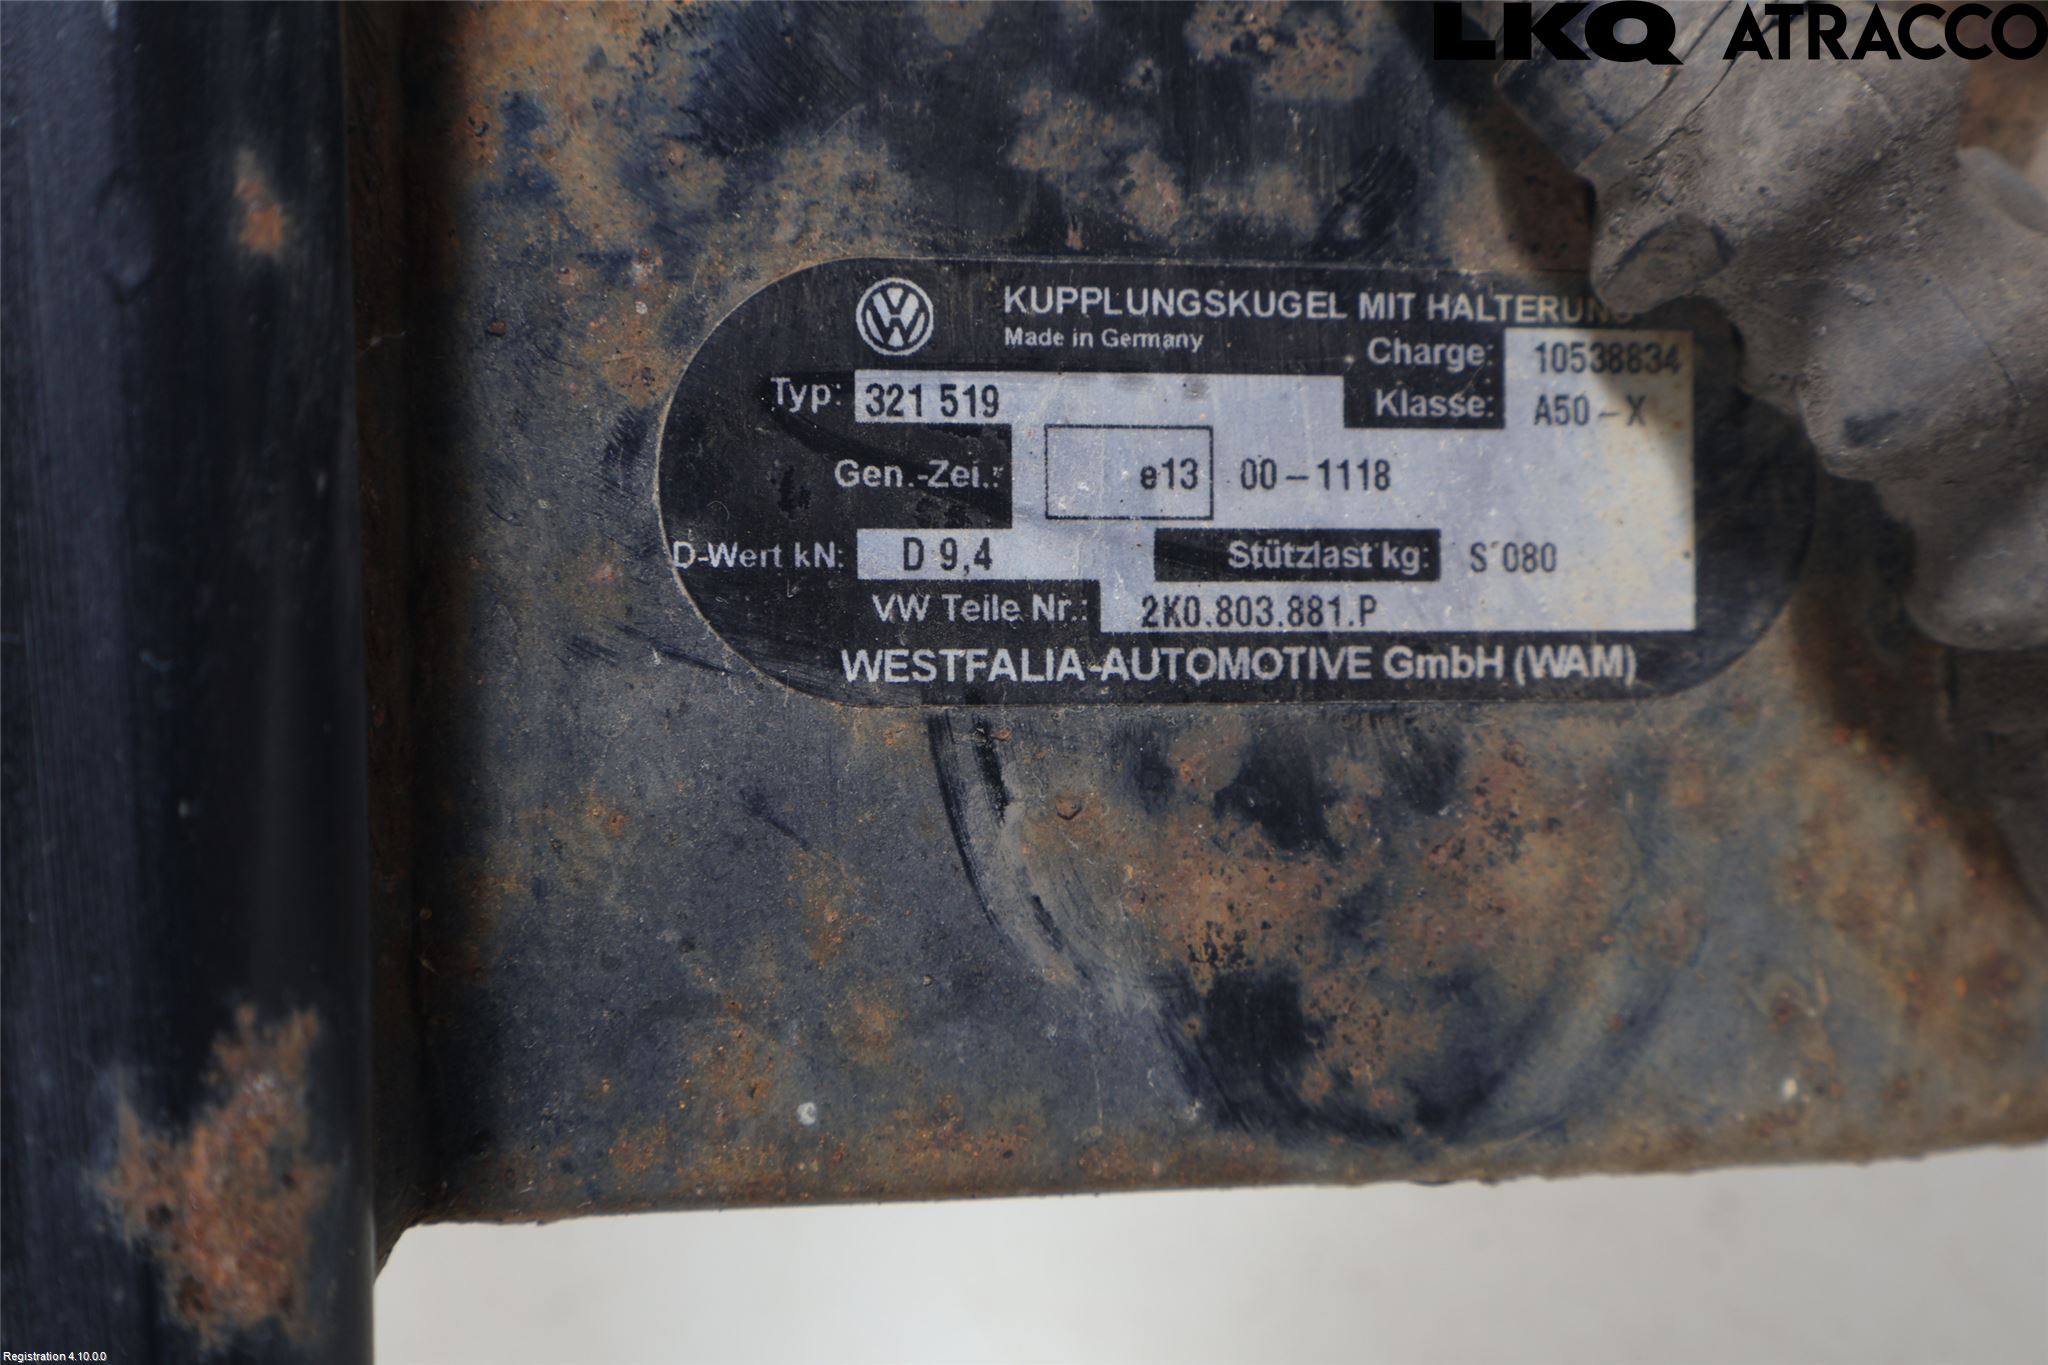 LKQ ATRACCO
KUPPLUNGSKUGEL MIT HALTERUNG
Made in Germany
Charge: 10538634
Typ: 321 519
Klasse: A50-X
Gen.-Zei.: e13 00-1118
D-Wert kN: D 9,4 Stützlast kg: S 080
VW Teile Nr.: 2K0.803.881.P
WESTFALIA-AUTOMOTIVE GmbH (WAM)
Registration 4.10.0.0